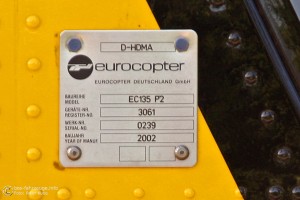 D-HDMA
eurocopter
EUROCOPTER DEUTSCHLAND GmbH
BAUREIHE
MODEL
EC135 P2
GERÄTE-NR.
REGISTER NO
3061
WERK-NR
SERIAL NO.
0239
BAUJAHR
YEAR OF MANUF.
2002